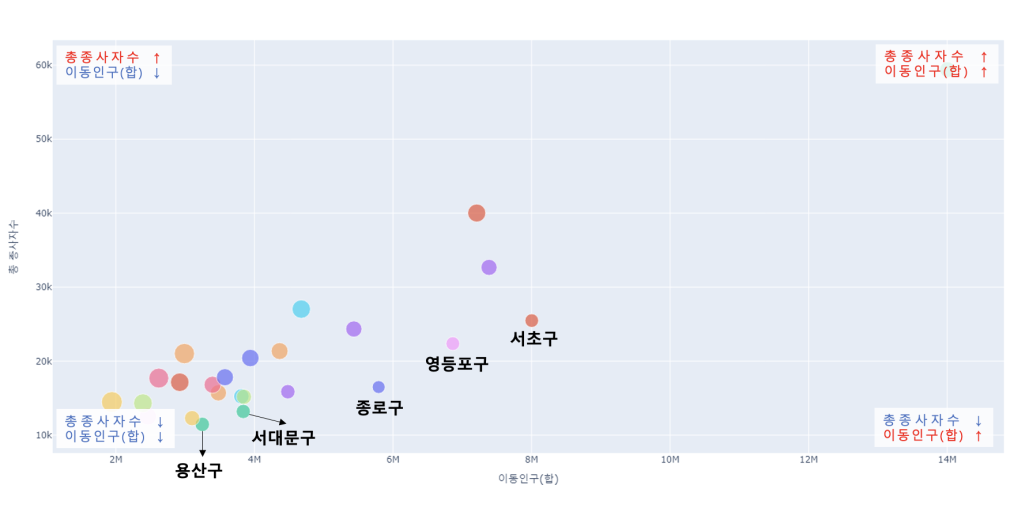 총종사자수 ↑
이동인구(합) ↓
총종사자수 ↑
이동인구(합) ↑
60k
50k
40k
30k
20k
10k
총 종사자수
서초구
영등포구
종로구
서대문구
용산구
총종사자수 ↓
이동인구(합) ↓
총종사자수 ↓
이동인구(합) ↑
2M 4M 6M 8M 10M 12M 14M
이동인구(합)